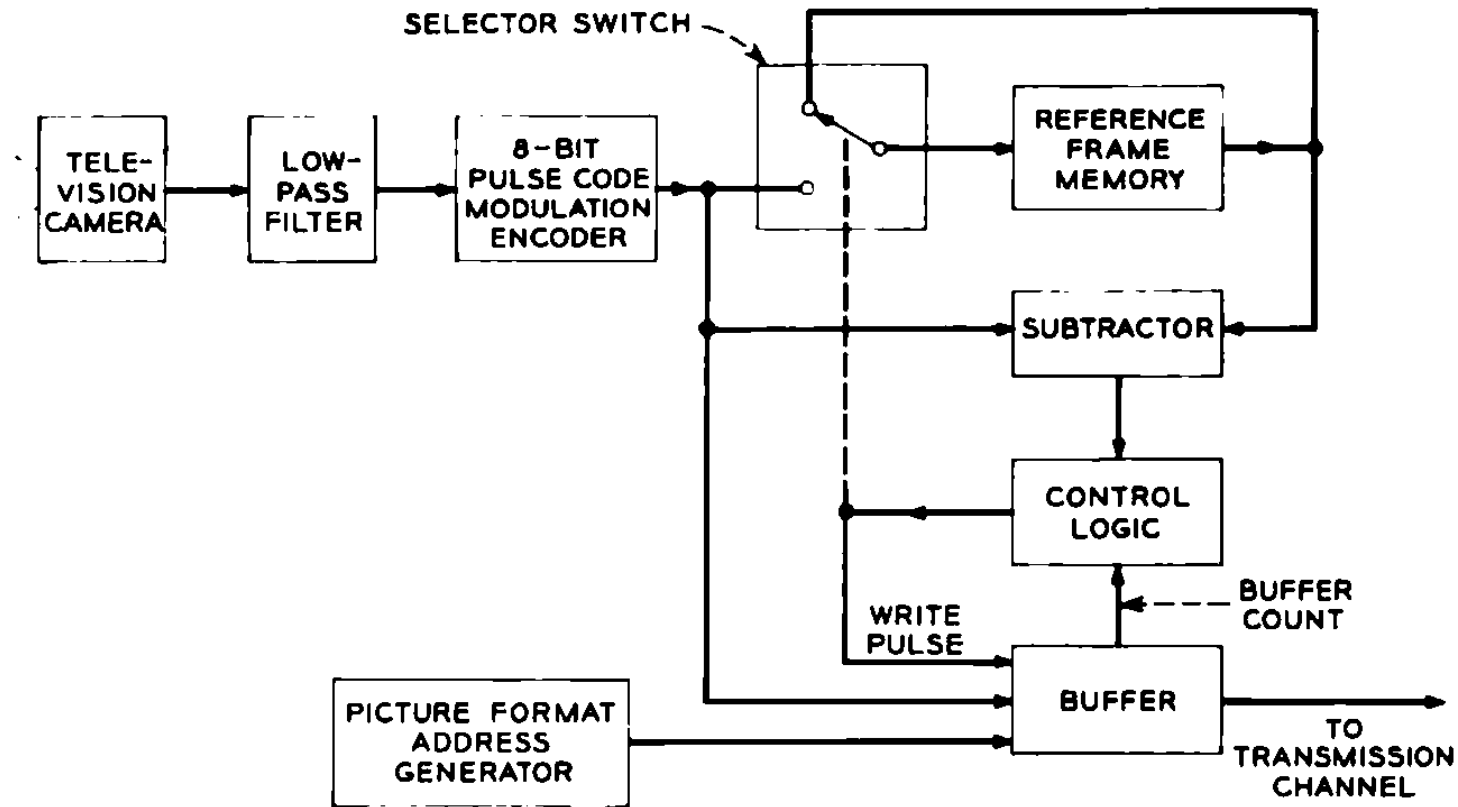 SELECTOR SWITCH
TELE-
VISION
CAMERA
LOW-
PASS
FILTER
8-BIT
PULSE CODE
MODULATION
ENCODER
REFERENCE
FRAME
MEMORY
SUBTRACTOR
CONTROL
LOGIC
BUFFER
COUNT
WRITE
PULSE
BUFFER
PICTURE FORMAT
ADDRESS
GENERATOR
TO
TRANSMISSION
CHANNEL